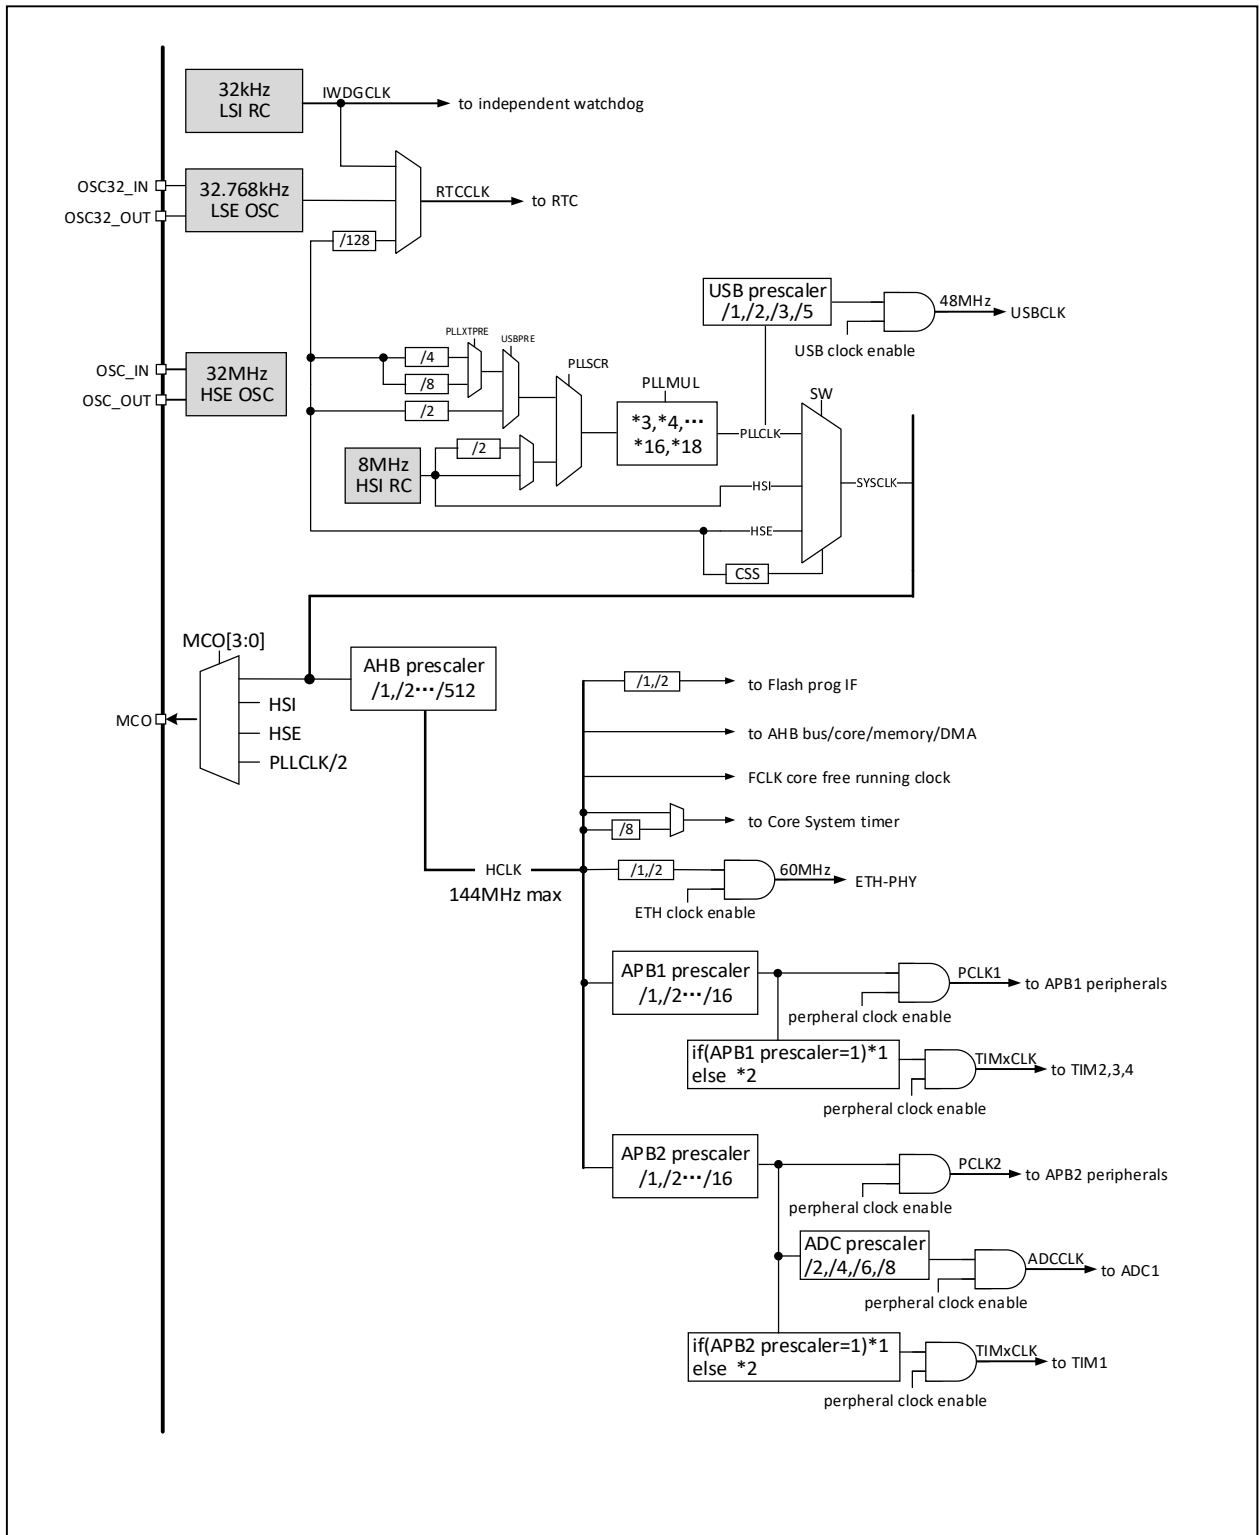 32kHz
LSI RC
IWDGCLK
to independent watchdog
OSC32_IN
OSC32_OUT
32.768kHz
LSE OSC
RTCCLK
to RTC
/128
USB prescaler
/1,/2,/3,/5
48MHz
USBCLK
USB clock enable
PLLXTPRE
USBPRE
/4
/8
/2
OSC_IN
OSC_OUT
32MHz
HSE OSC
PLLSCR
PLLMUL
*3,*4,···
*16,*18
PLLCLK
SW
/2
8MHz
HSI RC
HSI
SYSCLK
HSE
CSS
MCO[3:0]
AHB prescaler
/1,/2···/512
HSI
MCO
HSE
PLLCLK/2
/1,/2
to Flash prog IF
to AHB bus/core/memory/DMA
FCLK core free running clock
/8
to Core System timer
HCLK
144MHz max
/1,/2
60MHz
ETH-PHY
ETH clock enable
APB1 prescaler
/1,/2···/16
PCLK1
to APB1 peripherals
perpheral clock enable
if(APB1 prescaler=1)*1
else *2
TIMxCLK
to TIM2,3,4
perpheral clock enable
APB2 prescaler
/1,/2···/16
PCLK2
to APB2 peripherals
perpheral clock enable
ADC prescaler
/2,/4,/6,/8
ADCCLK
to ADC1
perpheral clock enable
if(APB2 prescaler=1)*1
else *2
TIMxCLK
to TIM1
perpheral clock enable